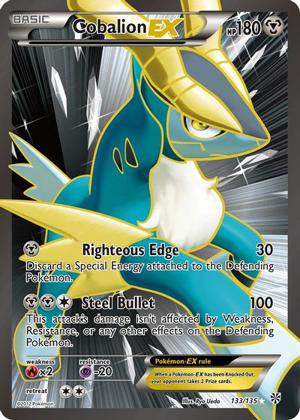 BASIC
Cobalion EX
HP 180
Righteous Edge 30
Discard a Special Energy attached to the Defending
Pokémon.
Steel Bullet 100
This attack's damage isn't affected by Weakness,
Resistance, or any other effects on the Defending
Pokémon.
weakness
×2
resistance
-20
retreat
Pokémon-EX rule
When a Pokémon-EX has been Knocked Out,
your opponent takes 2 Prize cards.
©2012 Pokémon
Illus. Ryo Ueda
133/135